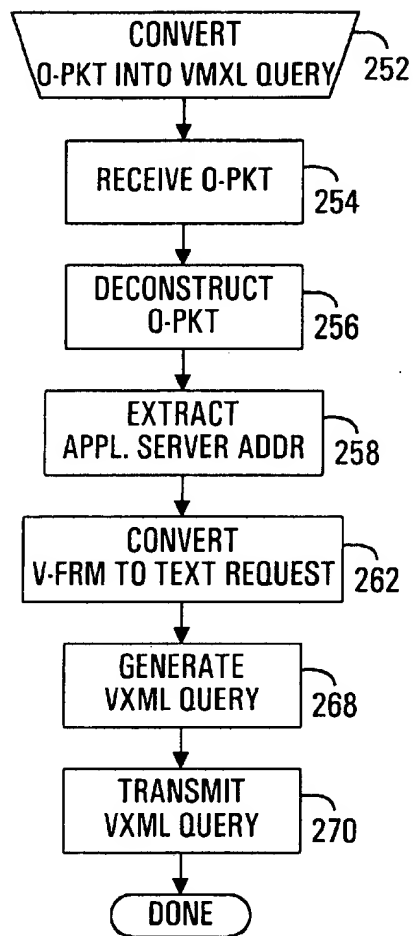 CONVERT
O-PKT INTO VMXL QUERY
252
RECEIVE O-PKT
254
DECONSTRUCT
O-PKT
256
EXTRACT
APPL. SERVER ADDR
258
CONVERT
V-FRM TO TEXT REQUEST
262
GENERATE
VXML QUERY
268
TRANSMIT
VXML QUERY
270
DONE